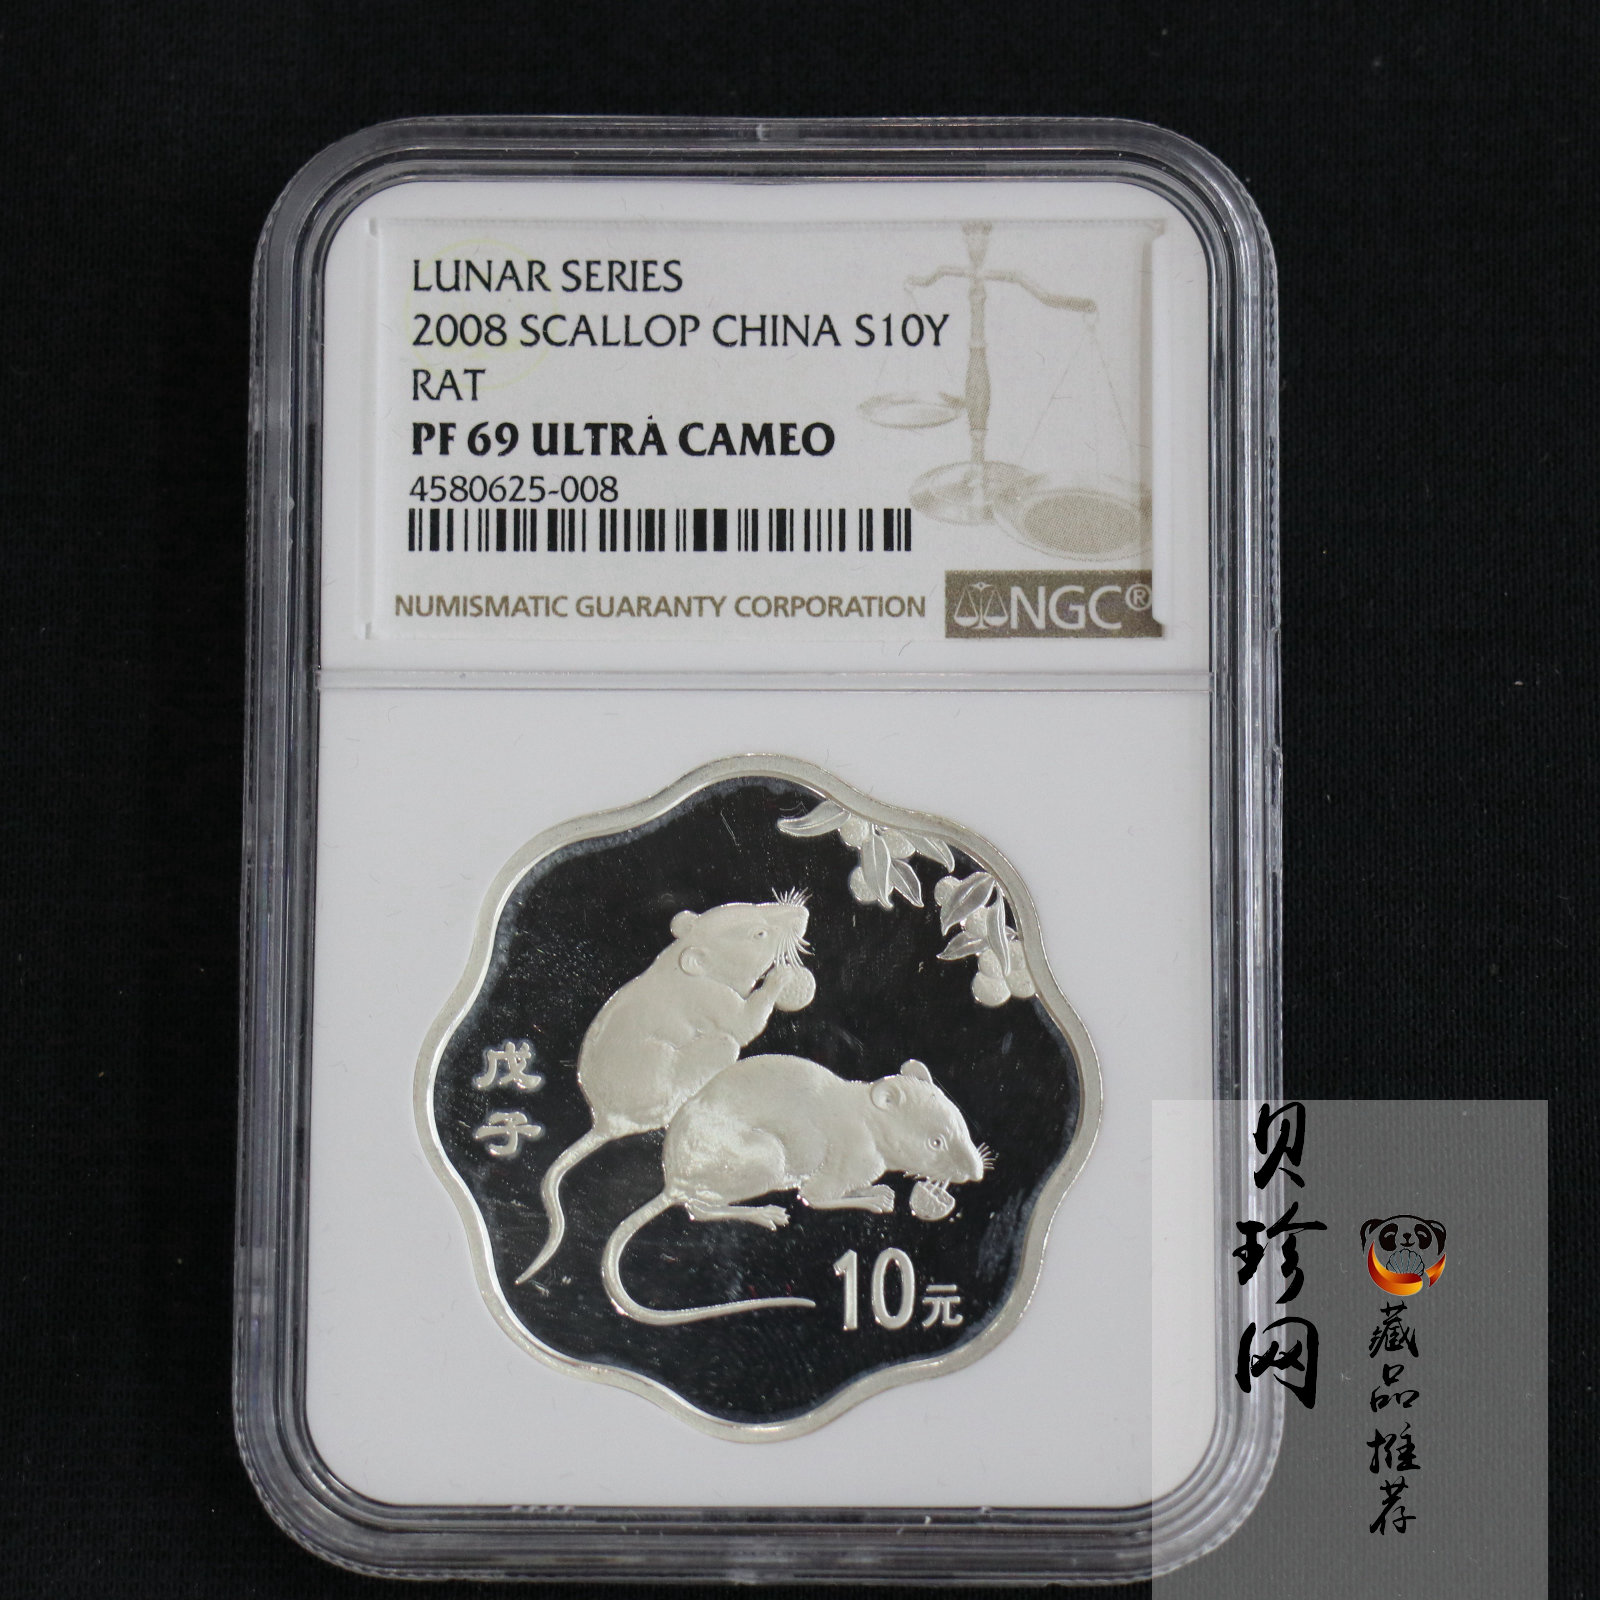 LUNAR SERIES
2008 SCALLOP CHINA S10Y
RAT
PF 69 ULTRA CAMEO
4580625-008
NUMISMATIC GUARANTY CORPORATION
NGC®
戊子
10元
贝珍网
藏品推荐